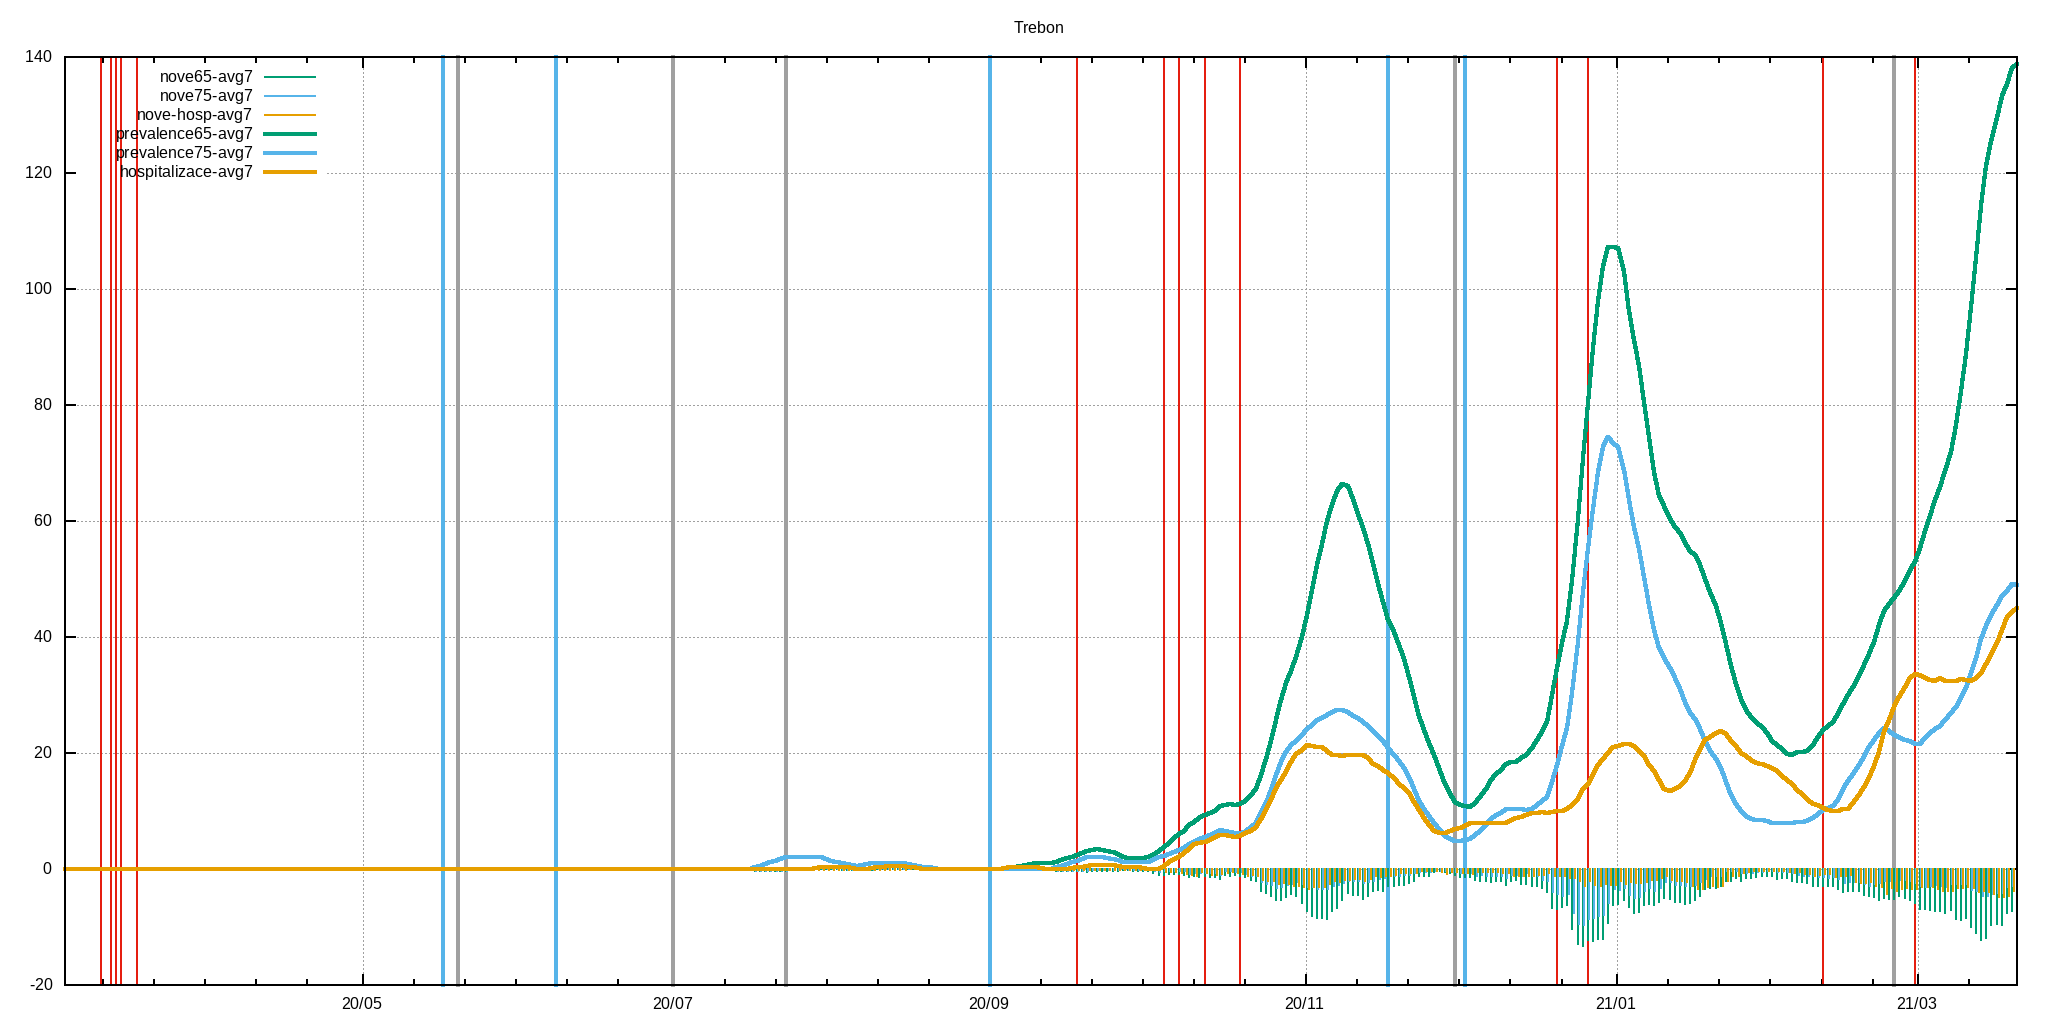 Trebon
140
120
100
80
60
40
20
0
-20
nove65-avg7
nove75-avg7
nove-hosp-avg7
prevalence65-avg7
prevalence75-avg7
hospitalizace-avg7
20/05 20/07 20/09 20/11 21/01 21/03